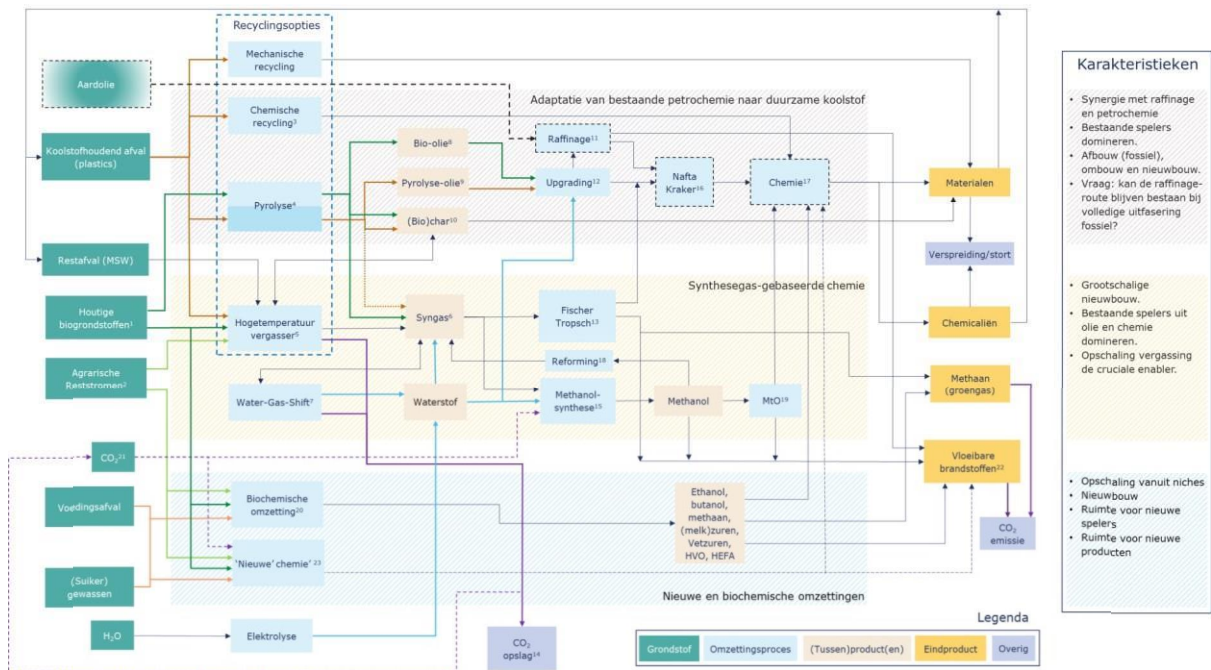 Recyclingsopties
Mechanische
recycling
Aardolie
Adaptatie van bestaande petrochemie naar duurzame koolstof
Chemische
recycling³
Koolstofhoudend afval
(plastics)
Bio-olie⁸
Raffinage¹¹
Pyrolyse-olie⁹
Upgrading¹²
Nafta
Kraker¹⁶
Chemie¹⁷
Materialen
Pyrolyse⁴
(Bio)char¹⁰
Restafval (MSW)
Verspreiding/stort
Synthesegas-gebaseerde chemie
Houtige
biogrondstoffen¹
Hogetemperatuur
vergasser⁵
Syngas⁶
Fischer
Tropsch¹³
Chemicaliën
Reforming¹⁸
Agrarische
Reststromen²
Water-Gas-Shift⁷
Waterstof
Methanol-
synthese¹⁵
Methanol
MtO¹⁹
Methaan
(groengas)
CO₂²¹
Vloeibare
brandstoffen²²
Voedingsafval
Biochemische
omzetting²⁰
Ethanol,
butanol,
methaan,
(melk)zuren,
Vetzuren,
HVO, HEFA
CO₂
emissie
'Nieuwe' chemie' ²³
(Suiker)
gewassen
Nieuwe en biochemische omzettingen
H₂O
Elektrolyse
CO₂
opslag¹⁴
Legenda
Grondstof
Omzettingsproces
(Tussen)product(en)
Eindproduct
Overig
Karakteristieken
• Synergie met raffinage
en petrochemie
• Bestaande spelers
domineren.
• Afbouw (fossiel),
ombouw en nieuwbouw.
• Vraag: kan de raffinage-
route blijven bestaan bij
volledige uitfasering
fossiel?
• Grootschalige
nieuwbouw.
• Bestaande spelers uit
olie en chemie
domineren.
• Opschaling vergassing
de cruciale enabler.
• Opschaling vanuit niches
• Nieuwbouw
• Ruimte voor nieuwe
spelers
• Ruimte voor nieuwe
producten